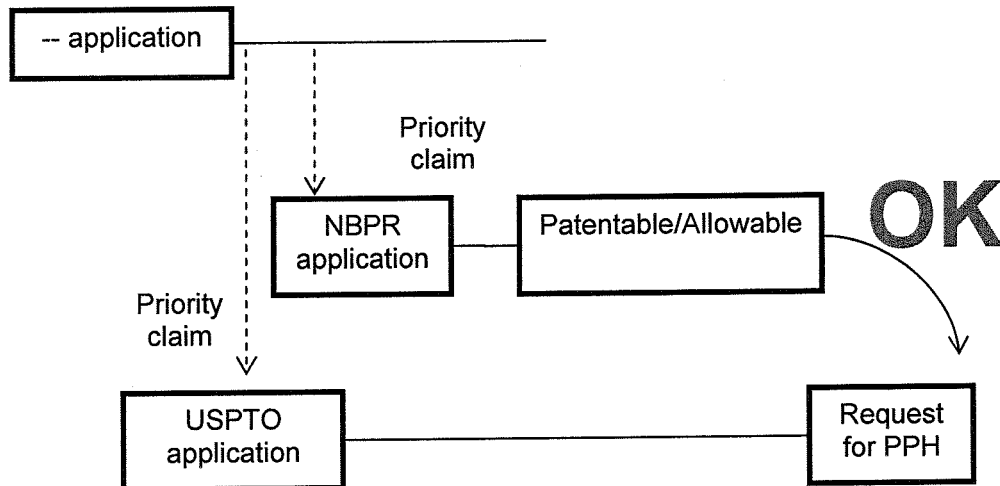 -- application
Priority
claim
NBPR
application
Patentable/Allowable
OK
Priority
claim
USPTO
application
Request
for PPH